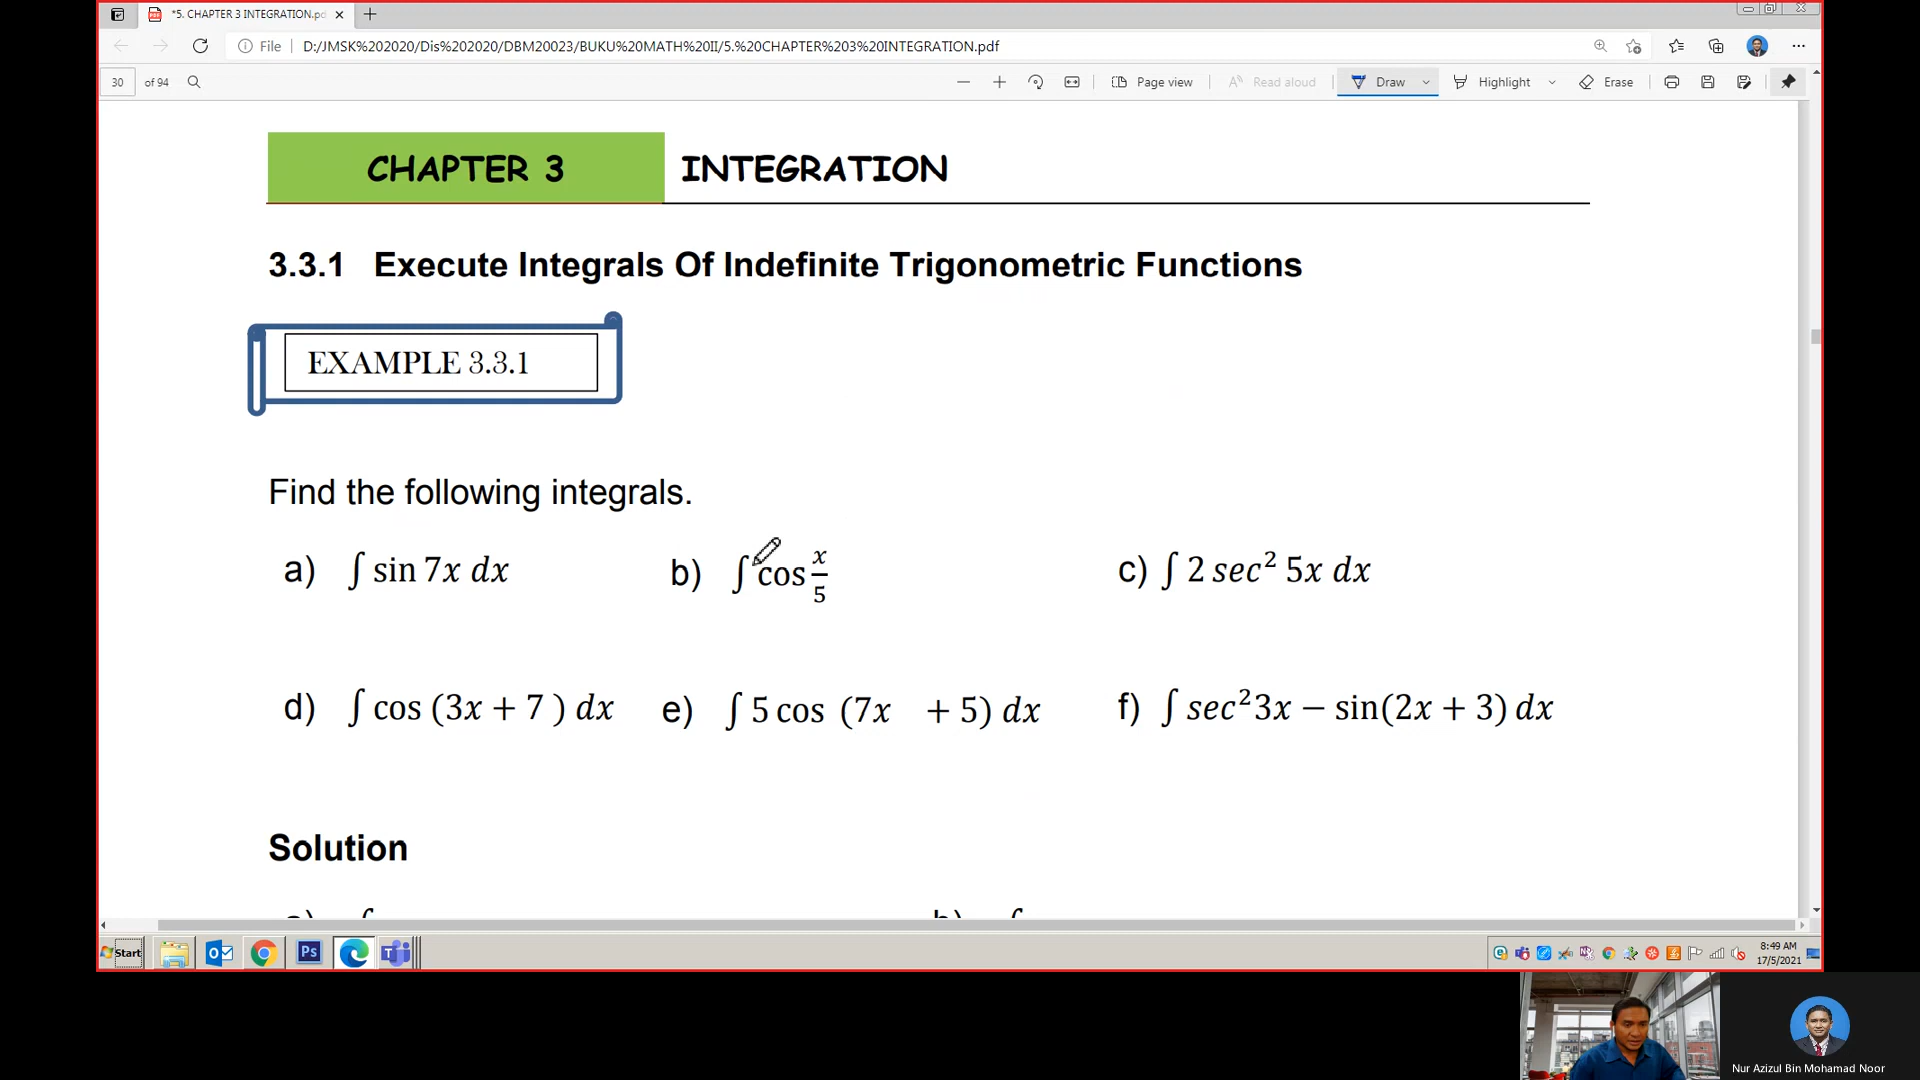 *5. CHAPTER 3 INTEGRATION.pd
File D:/JMSK%202020/Dis%202020/DBM20023/BUKU%20MATH%20II/5.%20CHAPTER%203%20INTEGRATION.pdf
30 of 94 Page view Read aloud Draw Highlight Erase
CHAPTER 3 INTEGRATION
3.3.1 Execute Integrals Of Indefinite Trigonometric Functions
EXAMPLE 3.3.1
Find the following integrals.
a) ∫ sin 7x dx b) ∫ cos x/5 c) ∫ 2 sec² 5x dx
d) ∫ cos (3x + 7 ) dx e) ∫ 5 cos (7x + 5) dx f) ∫ sec²3x − sin(2x + 3) dx
Solution
Start
Ps
8:49 AM
17/5/2021
Nur Azizul Bin Mohamad Noor